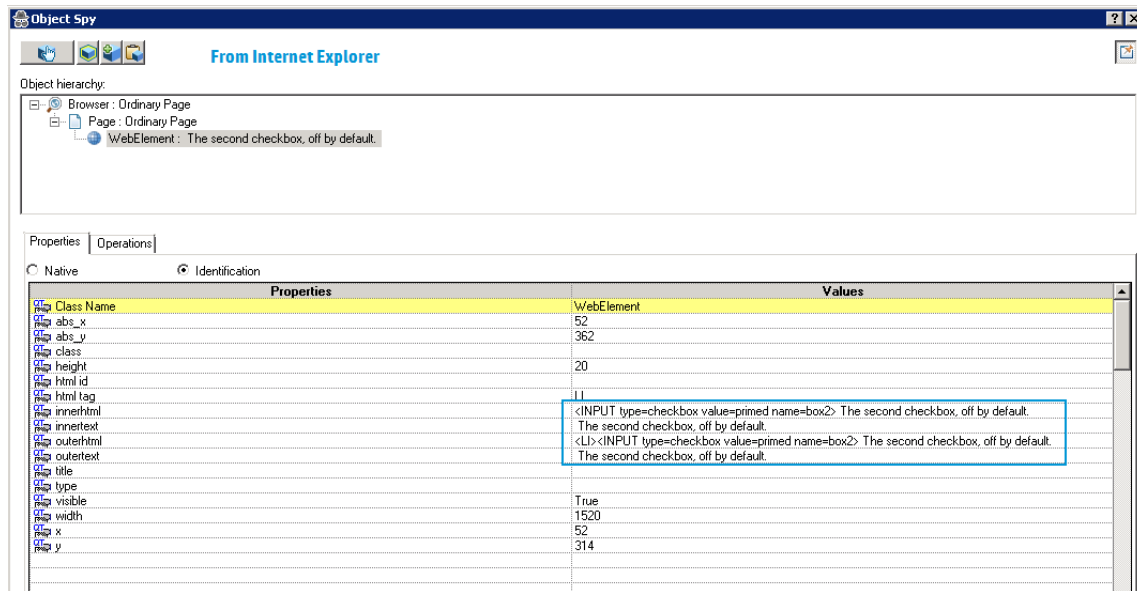 Object Spy
From Internet Explorer
Object hierarchy:
Browser : Ordinary Page
Page : Ordinary Page
WebElement : The second checkbox, off by default.
Properties Operations
Native Identification
Properties Values
Class Name WebElement
abs_x 52
abs_y 362
class
height 20
html id
html tag LI
innerhtml <INPUT type=checkbox value=primed name=box2> The second checkbox, off by default.
innertext The second checkbox, off by default.
outerhtml <LI><INPUT type=checkbox value=primed name=box2> The second checkbox, off by default.
outertext The second checkbox, off by default.
title
type
visible True
width 1520
x 52
y 314